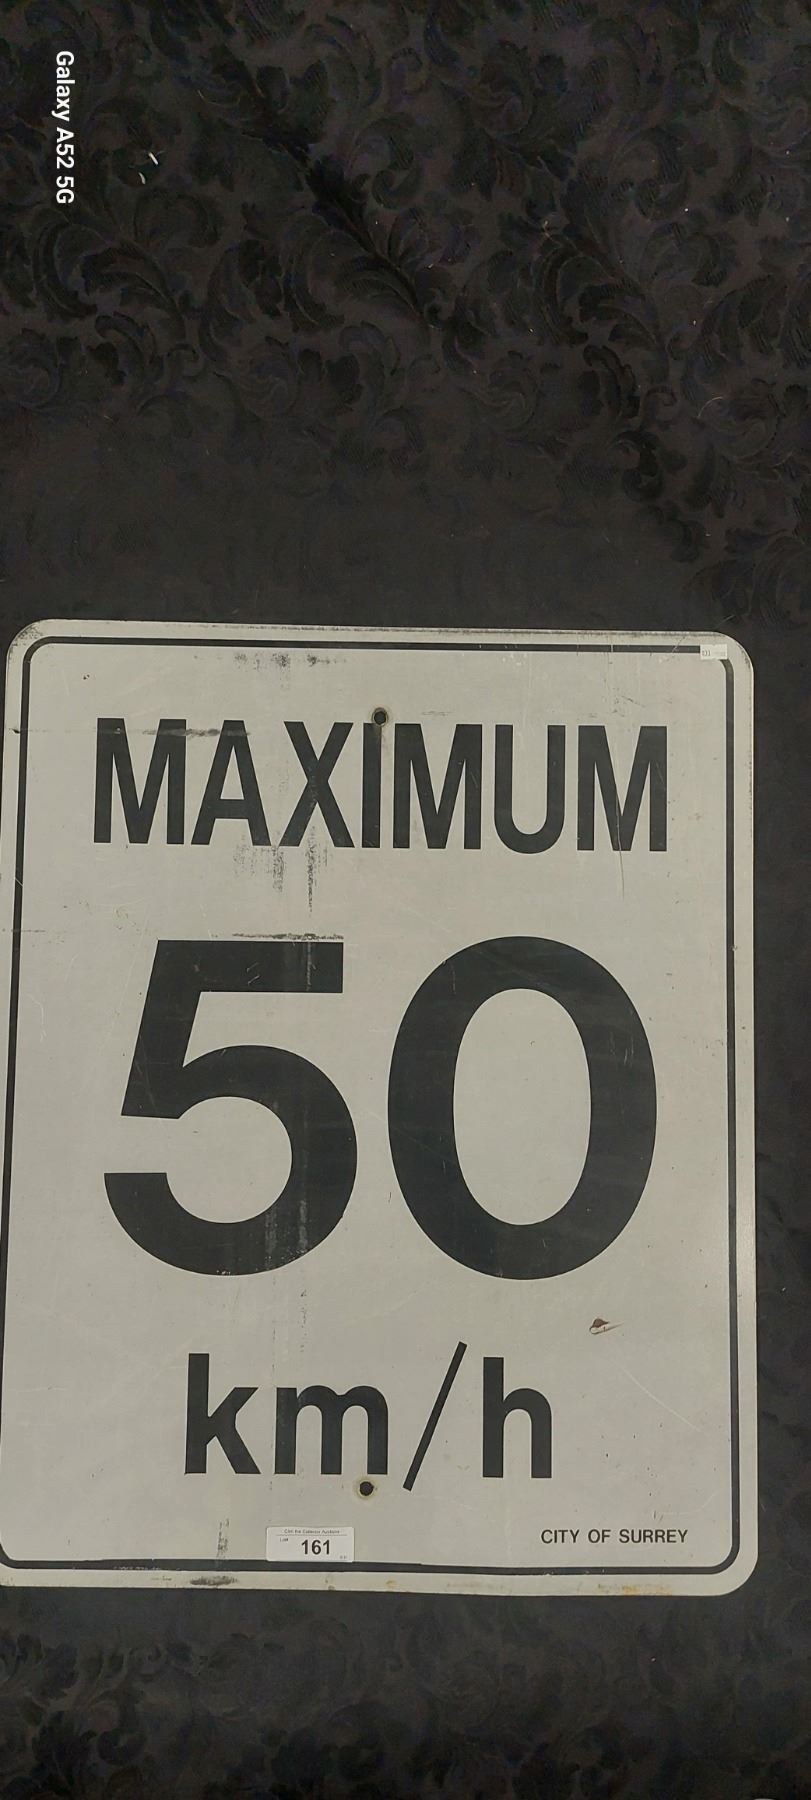 Galaxy A52 5G
MAXIMUM
50
km/h
CITY OF SURREY
161